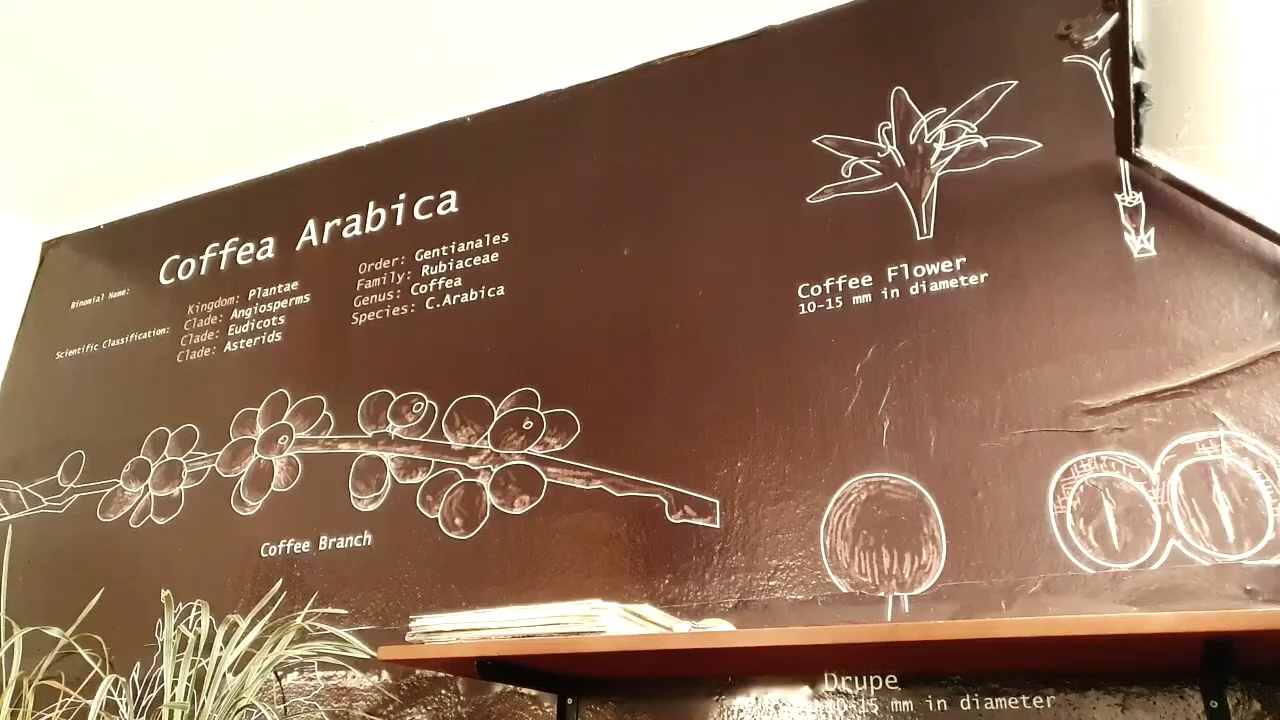 Binomial Name: Coffea Arabica
Scientific Classification:
Kingdom: Plantae
Clade: Angiosperms
Clade: Eudicots
Clade: Asterids
Order: Gentianales
Family: Rubiaceae
Genus: Coffea
Species: C.Arabica
Coffee Flower
10-15 mm in diameter
Coffee Branch
Drupe
10-15 mm in diameter